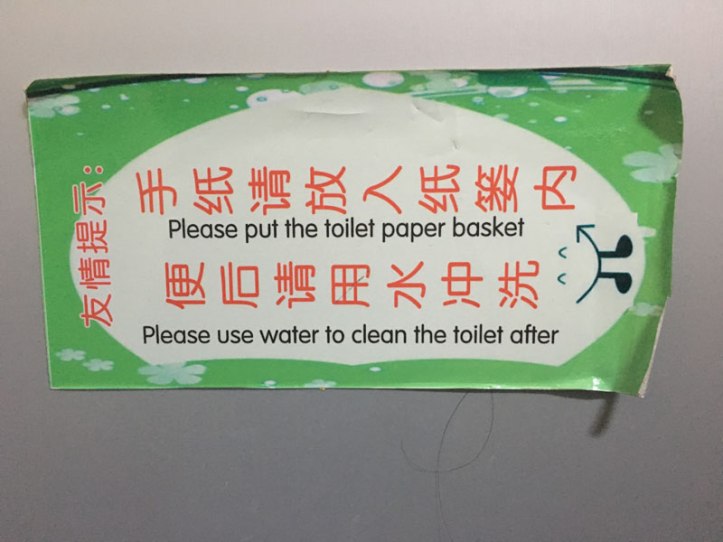 友情提示:
手纸请放入纸篓内
Please put the toilet paper basket
便后请用水冲洗
Please use water to clean the toilet after